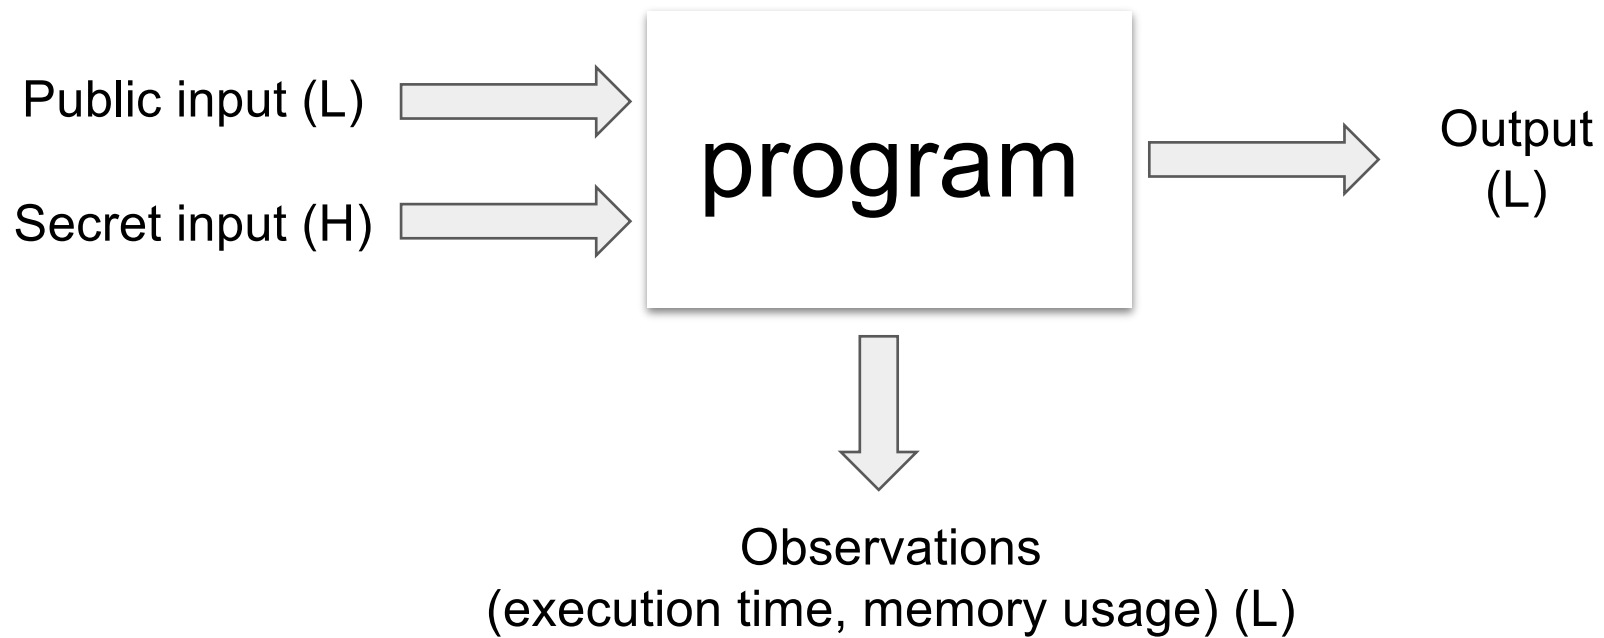 Public input (L)
Secret input (H)
program
Output
(L)
Observations
(execution time, memory usage) (L)